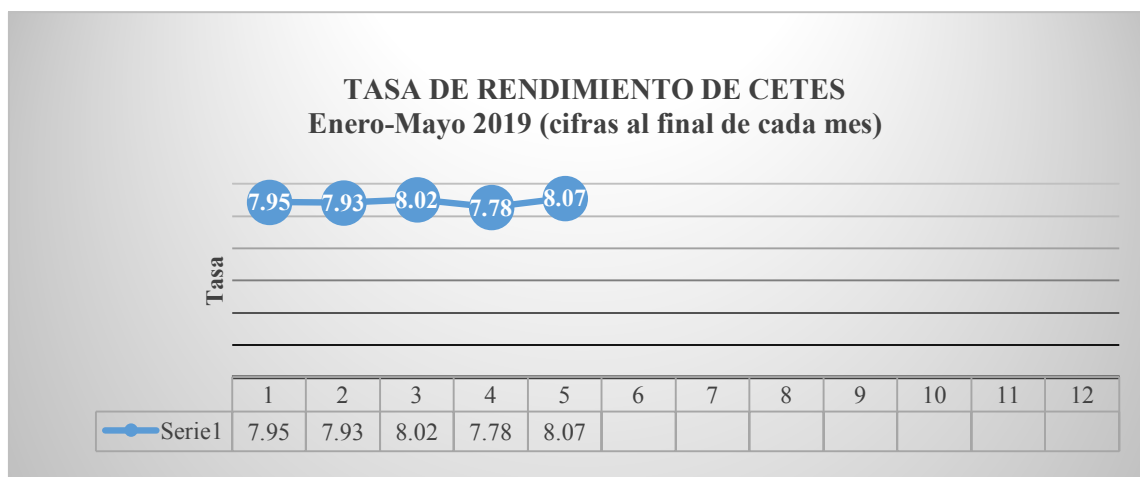 TASA DE RENDIMIENTO DE CETES
Enero-Mayo 2019 (cifras al final de cada mes)
7.95 7.93 8.02 7.78 8.07
Tasa
1 2 3 4 5 6 7 8 9 10 11 12
Serie1 7.95 7.93 8.02 7.78 8.07